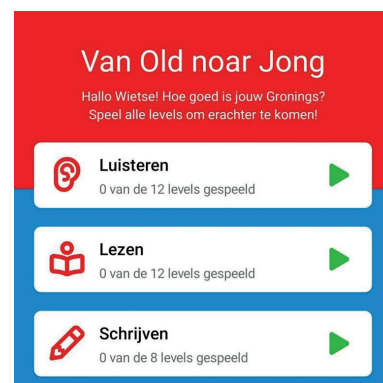 Van Old noar Jong
Hallo Wietse! Hoe goed is jouw Gronings?
Speel alle levels om erachter te komen!
Luisteren
0 van de 12 levels gespeeld
Lezen
0 van de 12 levels gespeeld
Schrijven
0 van de 8 levels gespeeld